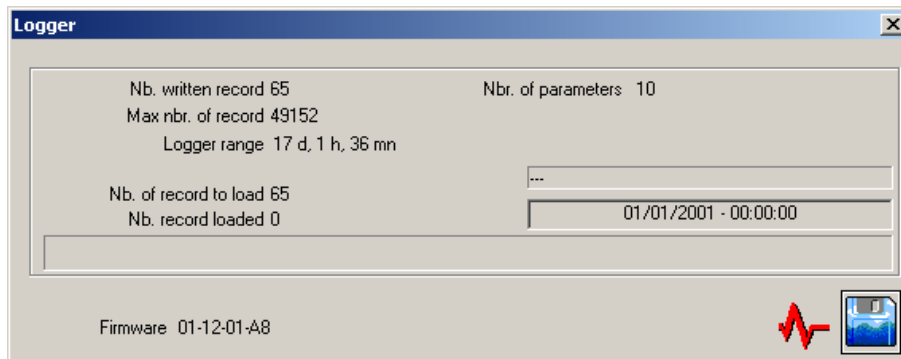 Logger
Nb. written record 65
Nbr. of parameters 10
Max nbr. of record 49152
Logger range 17 d, 1 h, 36 mn
---
Nb. of record to load 65
01/01/2001 - 00:00:00
Nb. record loaded 0
Firmware 01-12-01-A8